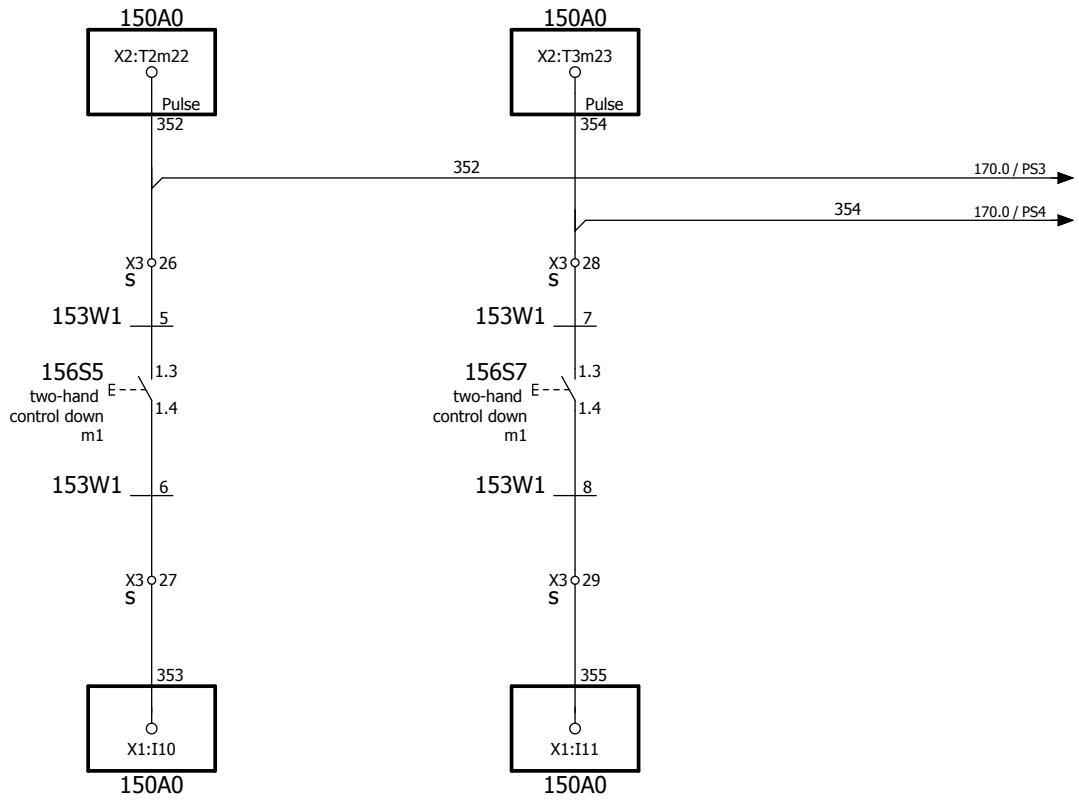 150A0
150A0
X2:T2m22
X2:T3m23
Pulse
Pulse
352
354
352
170.0 / PS3
354
170.0 / PS4
X3 26
S
X3 28
S
153W1 5
153W1 7
156S5 E 1.3
two-hand
control down 1.4
m1
156S7 E 1.3
two-hand
control down 1.4
m1
153W1 6
153W1 8
X3 27
S
X3 29
S
353
355
X1:I10
X1:I11
150A0
150A0